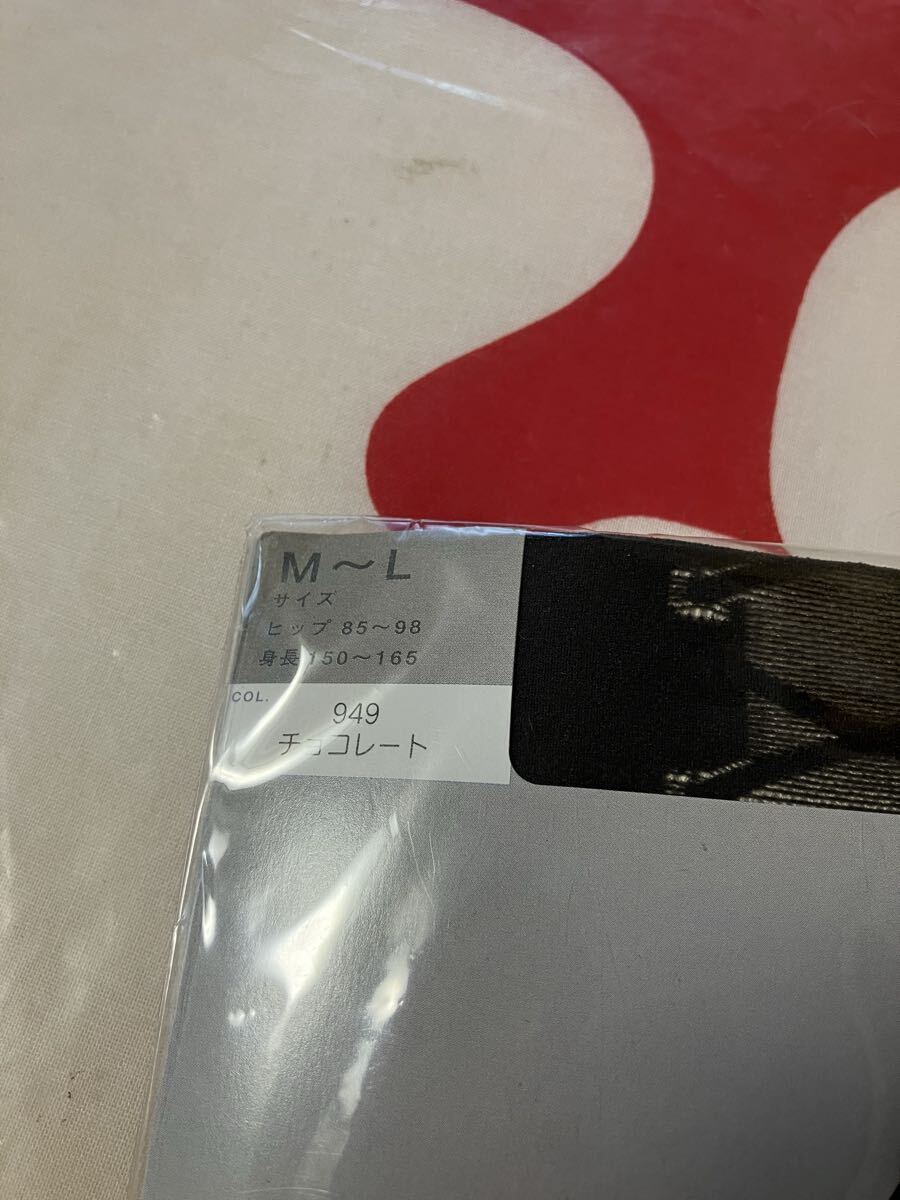 M～L
サイズ
ヒップ 85～98
身長 150～165
COL.
949
チョコレート